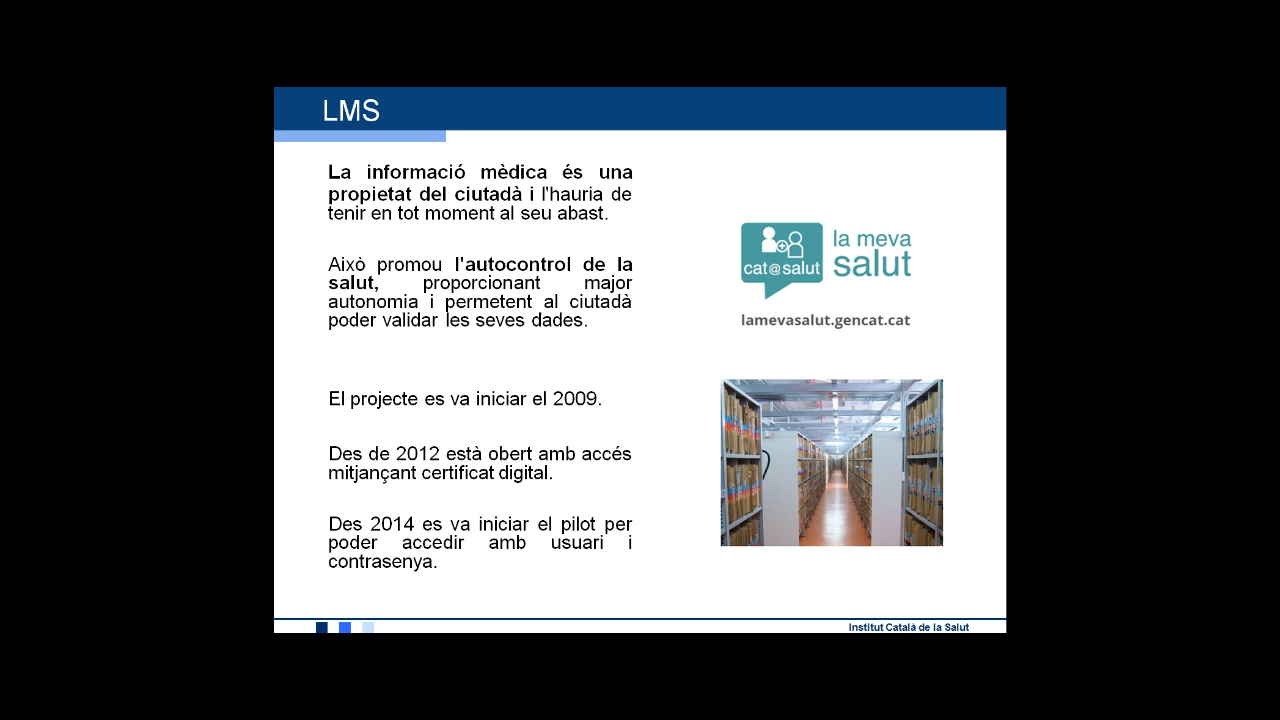 LMS
La informació mèdica és una
propietat del ciutadà i l'hauria de
tenir en tot moment al seu abast.
Això promou l'autocontrol de la
salut, proporcionant major
autonomia i permetent al ciutadà
poder validar les seves dades.
El projecte es va iniciar el 2009.
Des de 2012 està obert amb accés
mitjançant certificat digital.
Des 2014 es va iniciar el pilot per
poder accedir amb usuari i
contrasenya.
cat@salut
la meva
salut
lamevasalut.gencat.cat
Institut Català de la Salut